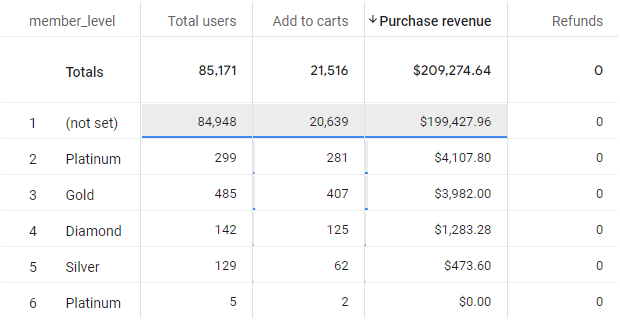 member_level Total users Add to carts ↓ Purchase revenue Refunds
Totals 85,171 21,516 $209,274.64 0
1 (not set) 84,948 20,639 $199,427.96 0
2 Platinum 299 281 $4,107.80 0
3 Gold 485 407 $3,982.00 0
4 Diamond 142 125 $1,283.28 0
5 Silver 129 62 $473.60 0
6 Platinum 5 2 $0.00 0